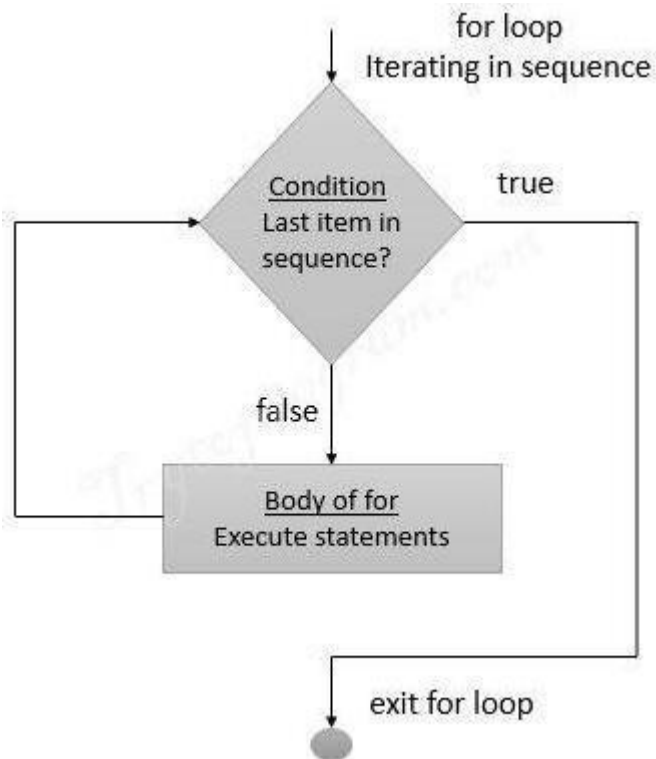 for loop
Iterating in sequence
Condition
Last item in
sequence?
true
false
Body of for
Execute statements
exit for loop